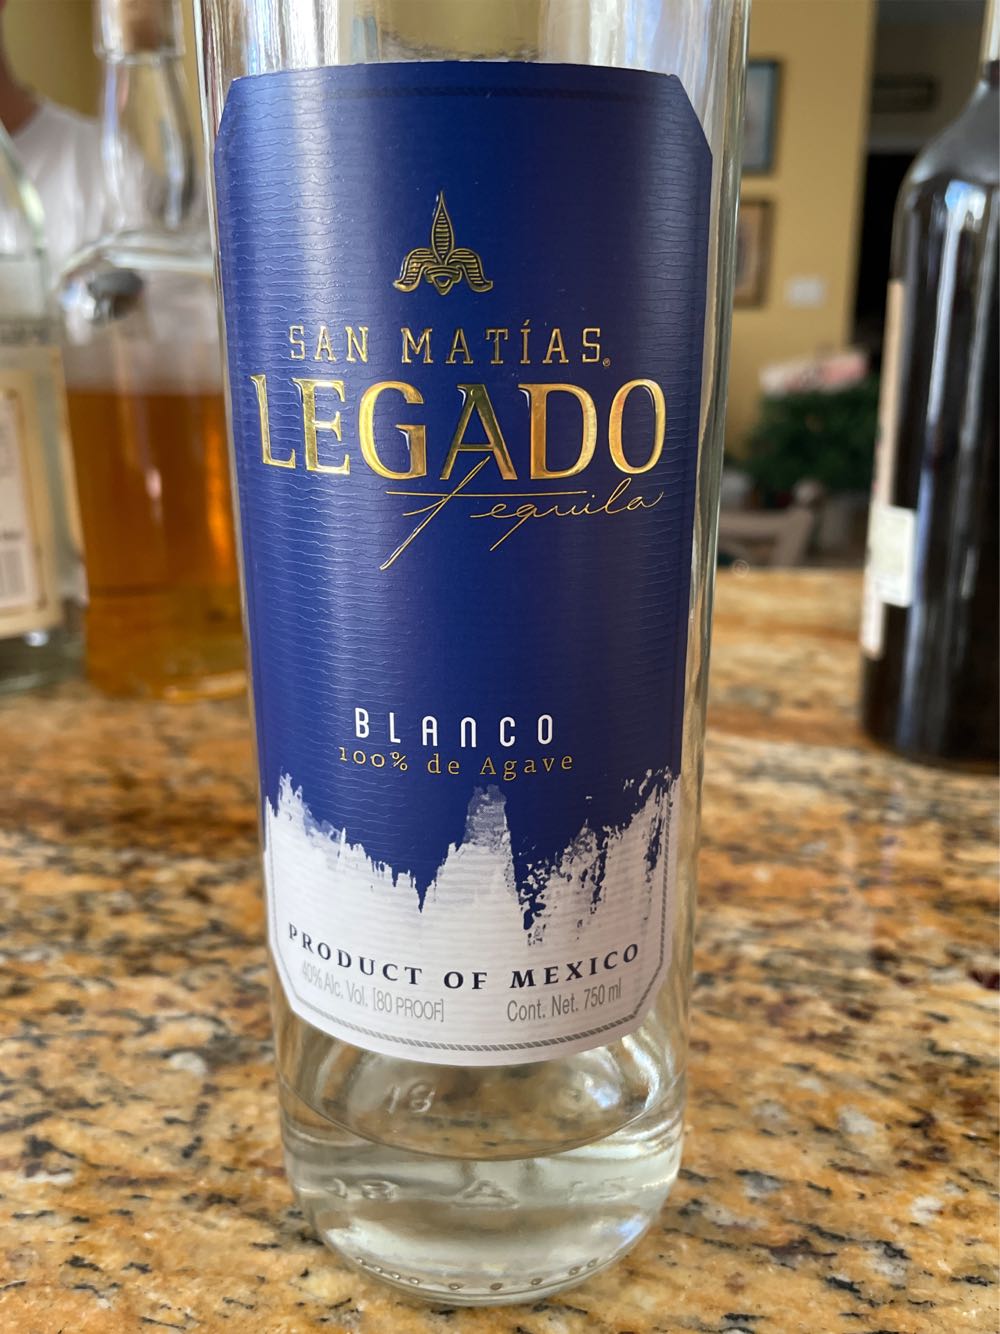 SAN MATÍAS®
LEGADO
Tequila
BLANCO
100% de Agave
PRODUCT OF MEXICO
40% Alc. Vol. [80 PROOF]
Cont. Net. 750 ml